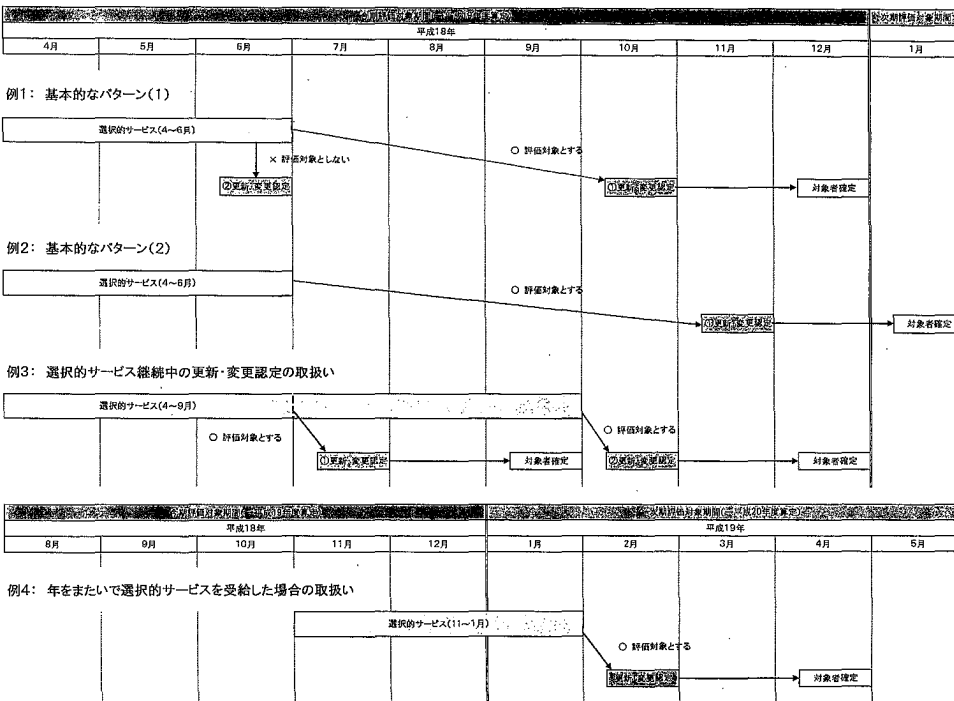 平成18年
4月 5月 6月 7月 8月 9月 10月 11月 12月 1月
例1: 基本的なパターン(1)
選択的サービス(4～6月)
○ 評価対象とする
× 評価対象としない
②更新・変更認定 ①更新・変更認定 対象者確定
例2: 基本的なパターン(2)
選択的サービス(4～6月)
○ 評価対象とする
①更新・変更認定 対象者確定
例3: 選択的サービス継続中の更新・変更認定の取扱い
選択的サービス(4～9月)
○ 評価対象とする ○ 評価対象とする
①更新・変更認定 対象者確定 ②更新・変更認定 対象者確定
平成18年 平成19年
8月 9月 10月 11月 12月 1月 2月 3月 4月 5月
例4: 年をまたいで選択的サービスを受給した場合の取扱い
選択的サービス(11～1月)
○ 評価対象とする
更新・変更認定 対象者確定